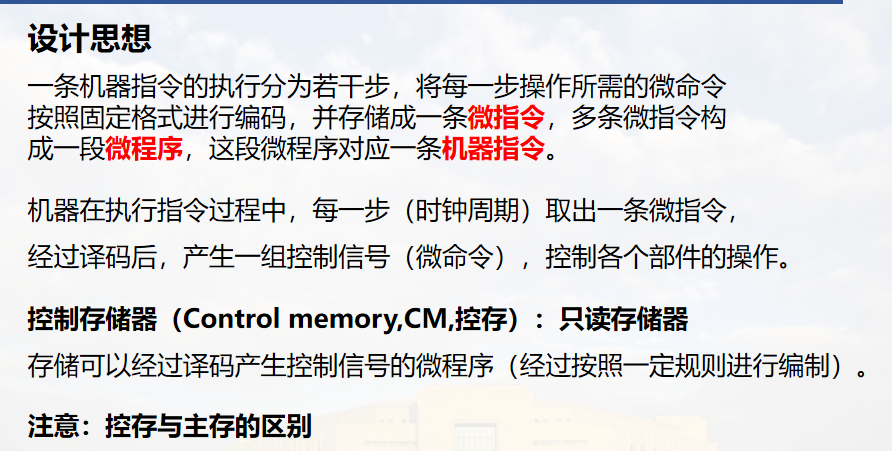 设计思想
一条机器指令的执行分为若干步，将每一步操作所需的微命令
按照固定格式进行编码，并存储成一条微指令，多条微指令构
成一段微程序，这段微程序对应一条机器指令。
机器在执行指令过程中，每一步（时钟周期）取出一条微指令，
经过译码后，产生一组控制信号（微命令），控制各个部件的操作。
控制存储器（Control memory,CM,控存）：只读存储器
存储可以经过译码产生控制信号的微程序（经过按照一定规则进行编制）。
注意：控存与主存的区别